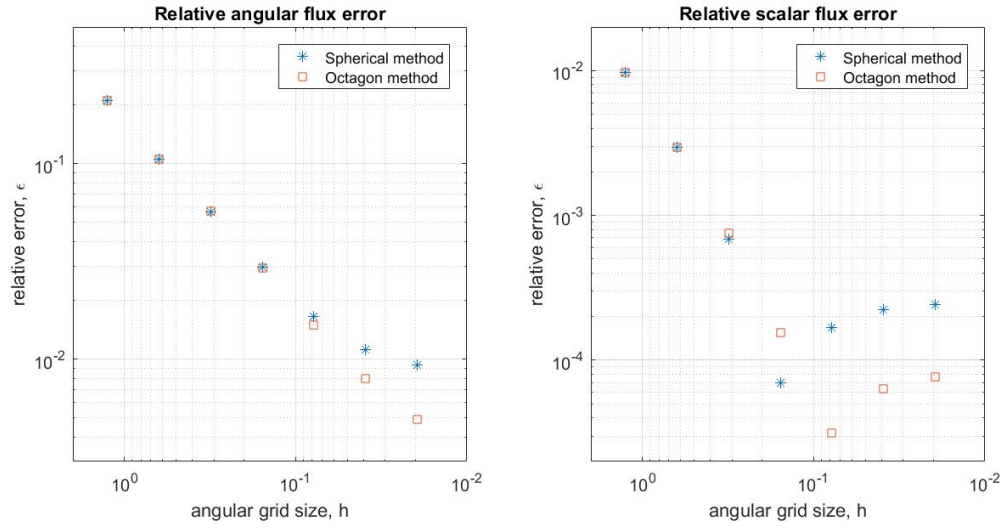 Relative angular flux error
Spherical method
Octagon method
relative error, ϵ
10^-1
10^-2
10^0
10^-1
10^-2
angular grid size, h
Relative scalar flux error
Spherical method
Octagon method
relative error, ϵ
10^-2
10^-3
10^-4
10^0
10^-1
10^-2
angular grid size, h